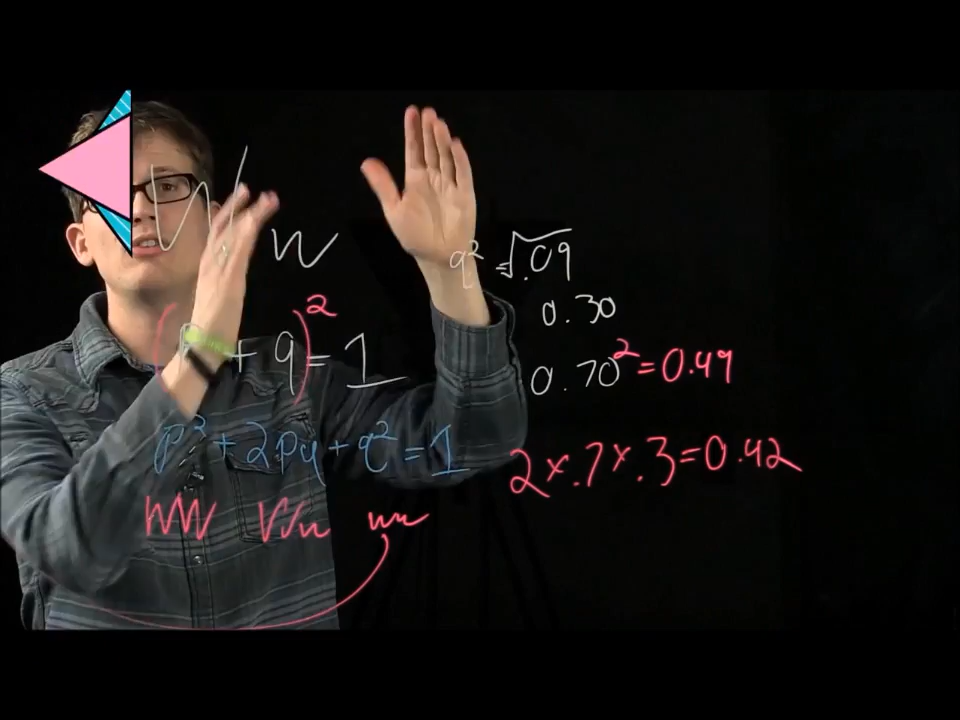 W w
(p + q)² = 1
p² + 2pq + q² = 1
WW Ww ww
q² = √.09
0.30
0.70² = 0.49
2 × .7 × .3 = 0.42